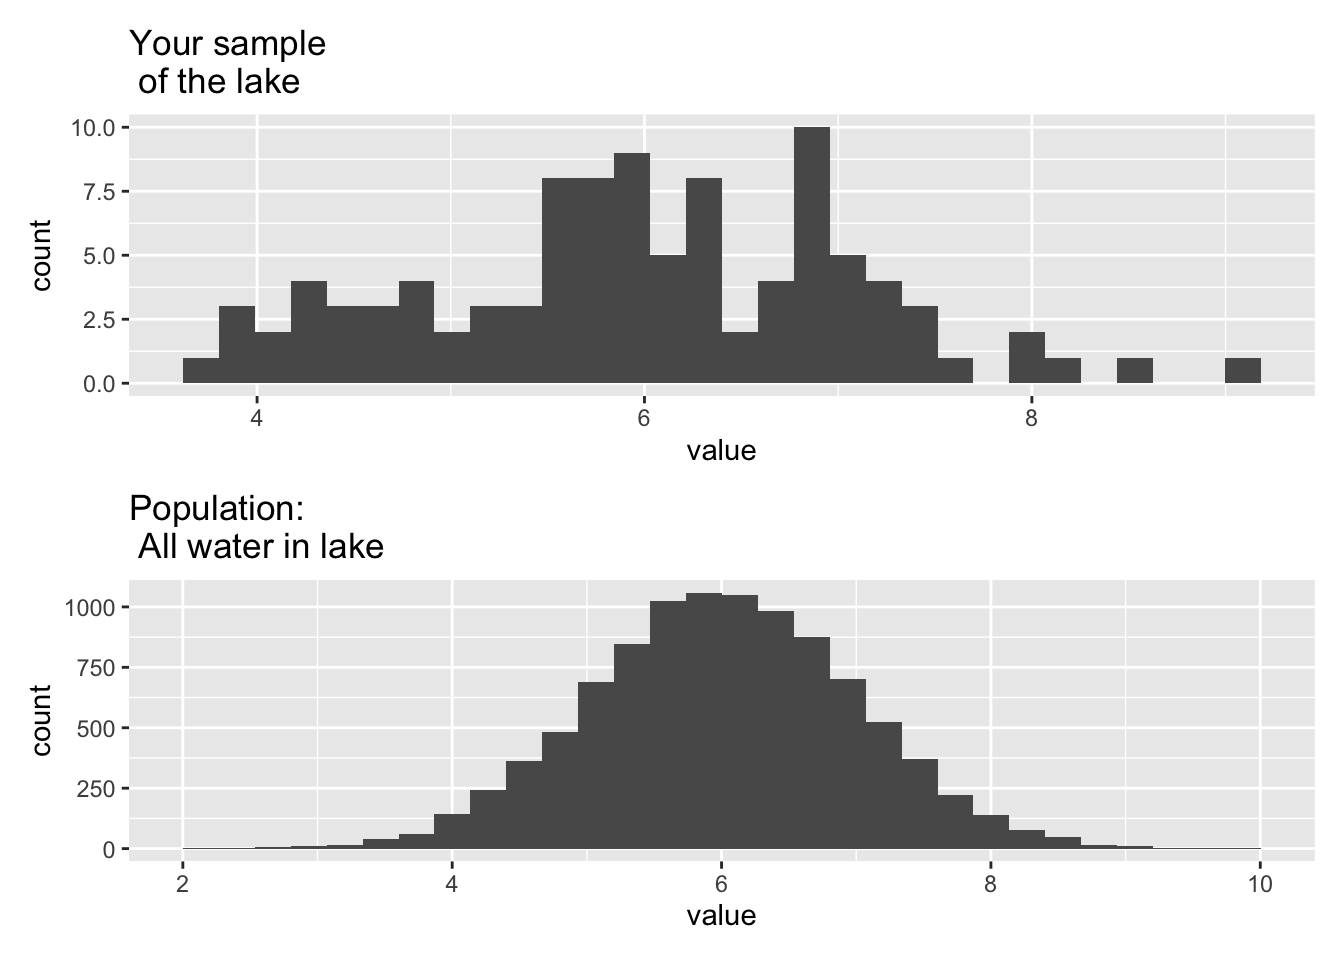 Your sample
of the lake
10.0
7.5
5.0
2.5
0.0
count
4 6 8
value
Population:
All water in lake
1000
750
500
250
0
count
2 4 6 8 10
value